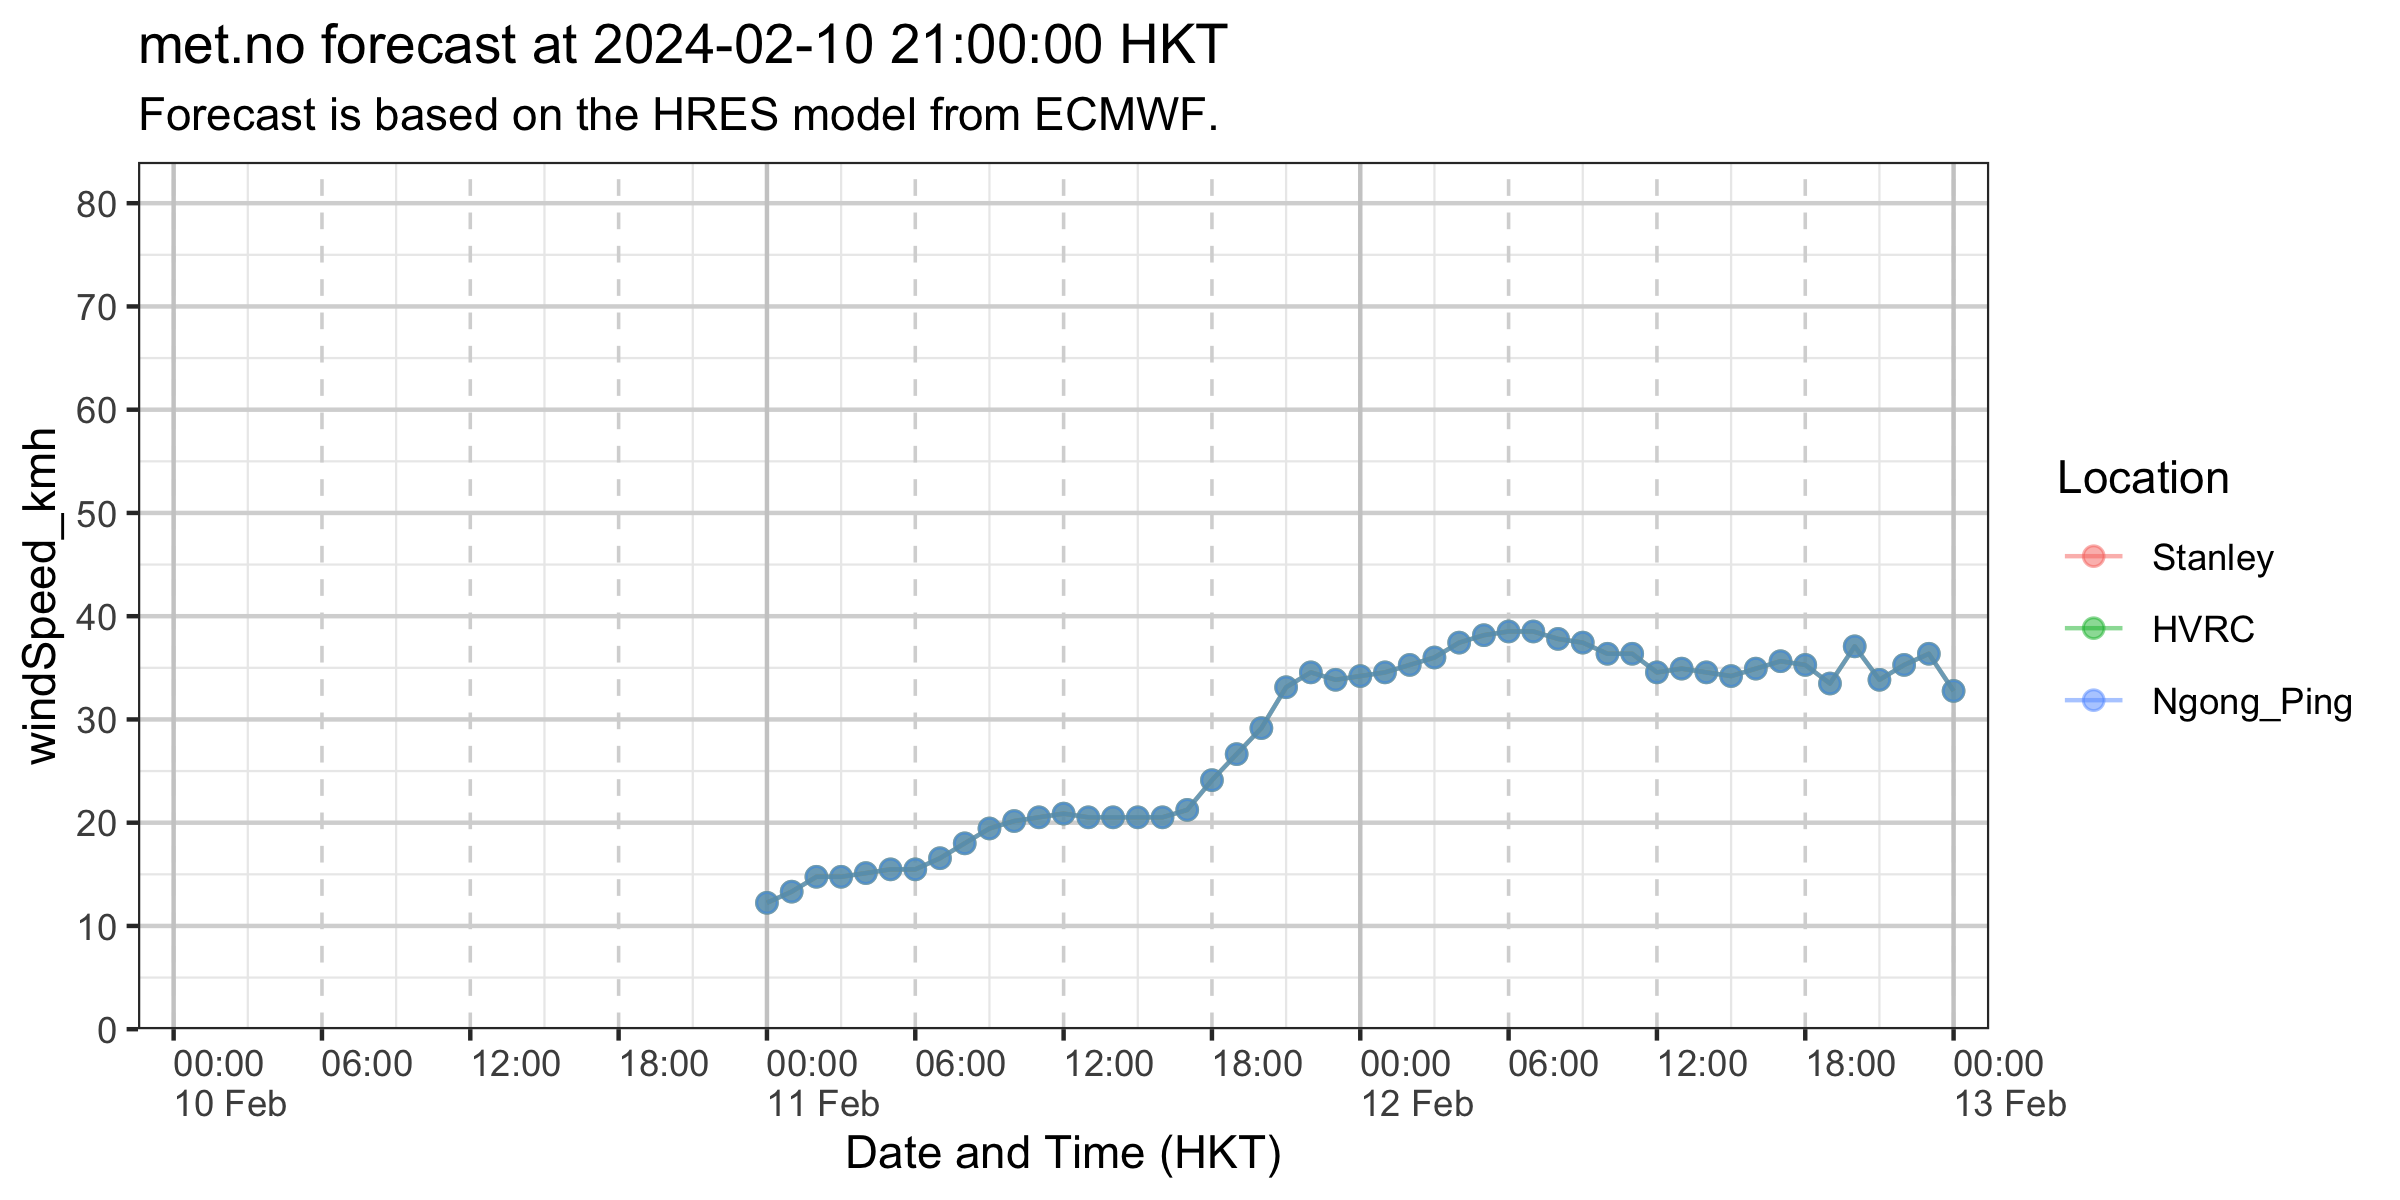 met.no forecast at 2024-02-10 21:00:00 HKT
Forecast is based on the HRES model from ECMWF.
windSpeed_kmh
80
70
60
50
40
30
20
10
0
00:00 06:00 12:00 18:00 00:00 06:00 12:00 18:00 00:00 06:00 12:00 18:00 00:00
10 Feb 11 Feb 12 Feb 13 Feb
Date and Time (HKT)
Location
Stanley
HVRC
Ngong_Ping